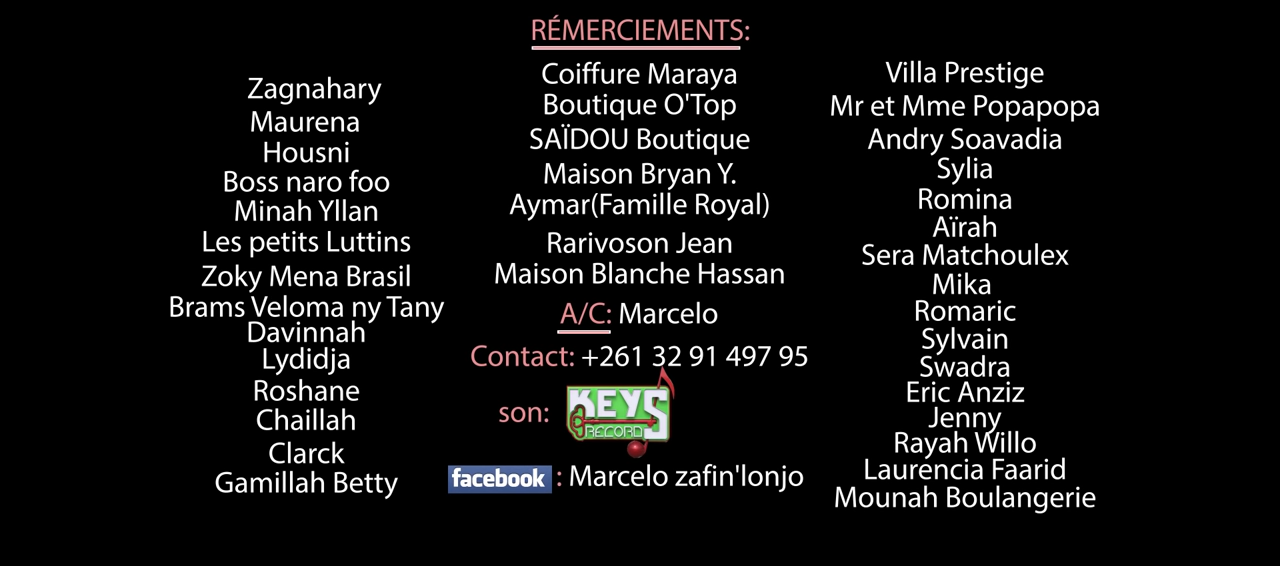 RÉMERCIEMENTS:
Zagnahary
Maurena
Housni
Boss naro foo
Minah Yllan
Les petits Luttins
Zoky Mena Brasil
Brams Veloma ny Tany
Davinnah
Lydidja
Roshane
Chaillah
Clarck
Gamillah Betty
Coiffure Maraya
Boutique O'Top
SAÏDOU Boutique
Maison Bryan Y.
Aymar(Famille Royal)
Rarivoson Jean
Maison Blanche Hassan
A/C: Marcelo
Contact: +261 32 91 497 95
son: KEYS
RECORD
facebook : Marcelo zafin'lonjo
Villa Prestige
Mr et Mme Popapopa
Andry Soavadia
Sylia
Romina
Aïrah
Sera Matchoulex
Mika
Romaric
Sylvain
Swadra
Eric Anziz
Jenny
Rayah Willo
Laurencia Faarid
Mounah Boulangerie